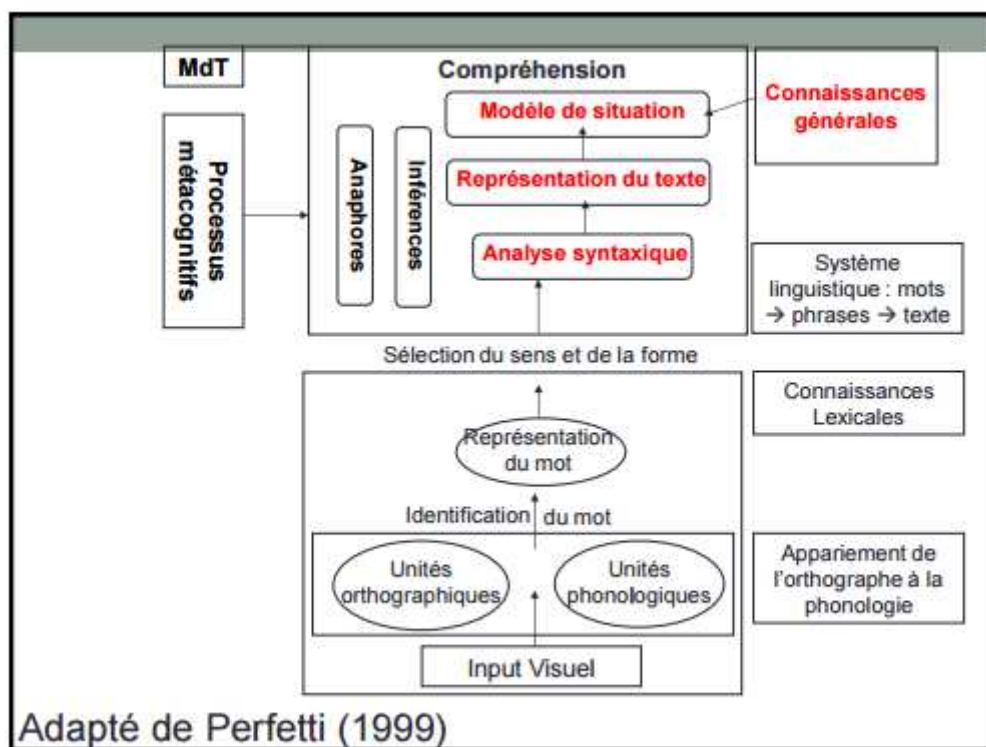 MdT
Processus
métacognitifs
Compréhension
Anaphores
Inférences
Modèle de situation
Représentation du texte
Analyse syntaxique
Connaissances
générales
Système
linguistique : mots
→ phrases → texte
Sélection du sens et de la forme
Connaissances
Lexicales
Représentation
du mot
Identification du mot
Unités
orthographiques
Unités
phonologiques
Appariement de
l'orthographe à la
phonologie
Input Visuel
Adapté de Perfetti (1999)